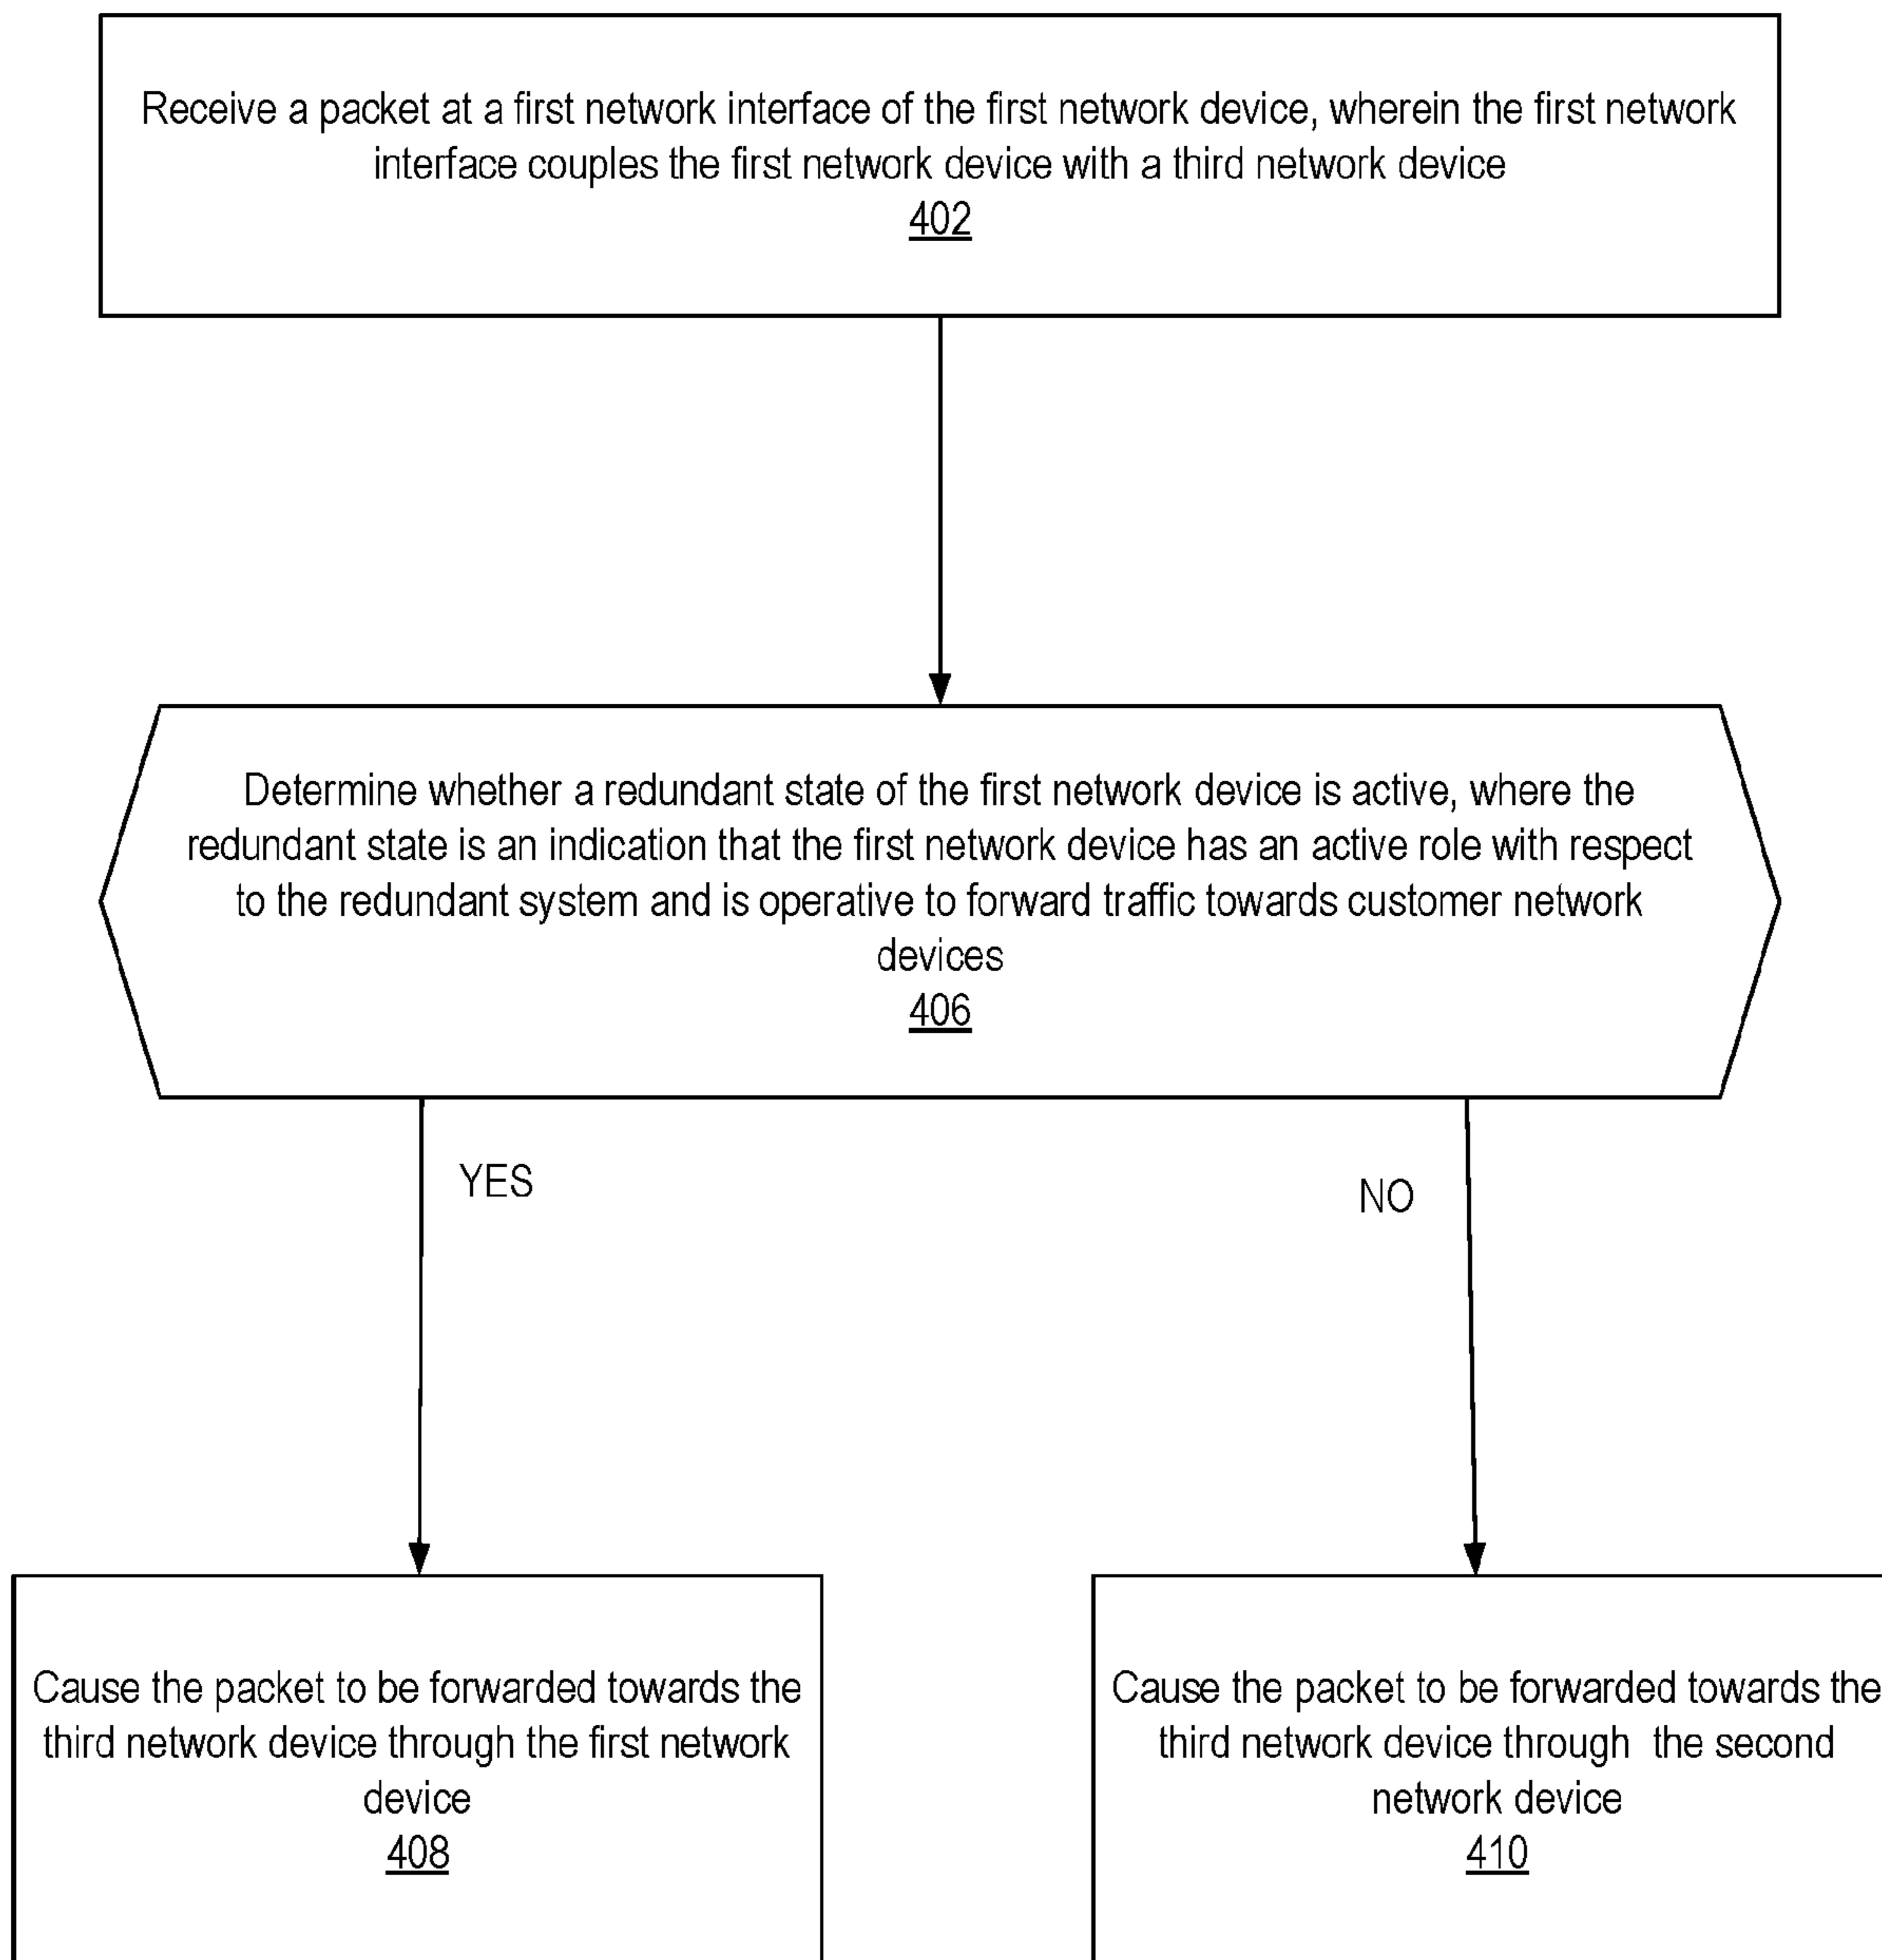 Receive a packet at a first network interface of the first network device, wherein the first network
interface couples the first network device with a third network device
402
Determine whether a redundant state of the first network device is active, where the
redundant state is an indication that the first network device has an active role with respect
to the redundant system and is operative to forward traffic towards customer network
devices
406
YES
NO
Cause the packet to be forwarded towards the
third network device through the first network
device
408
Cause the packet to be forwarded towards the
third network device through the second
network device
410